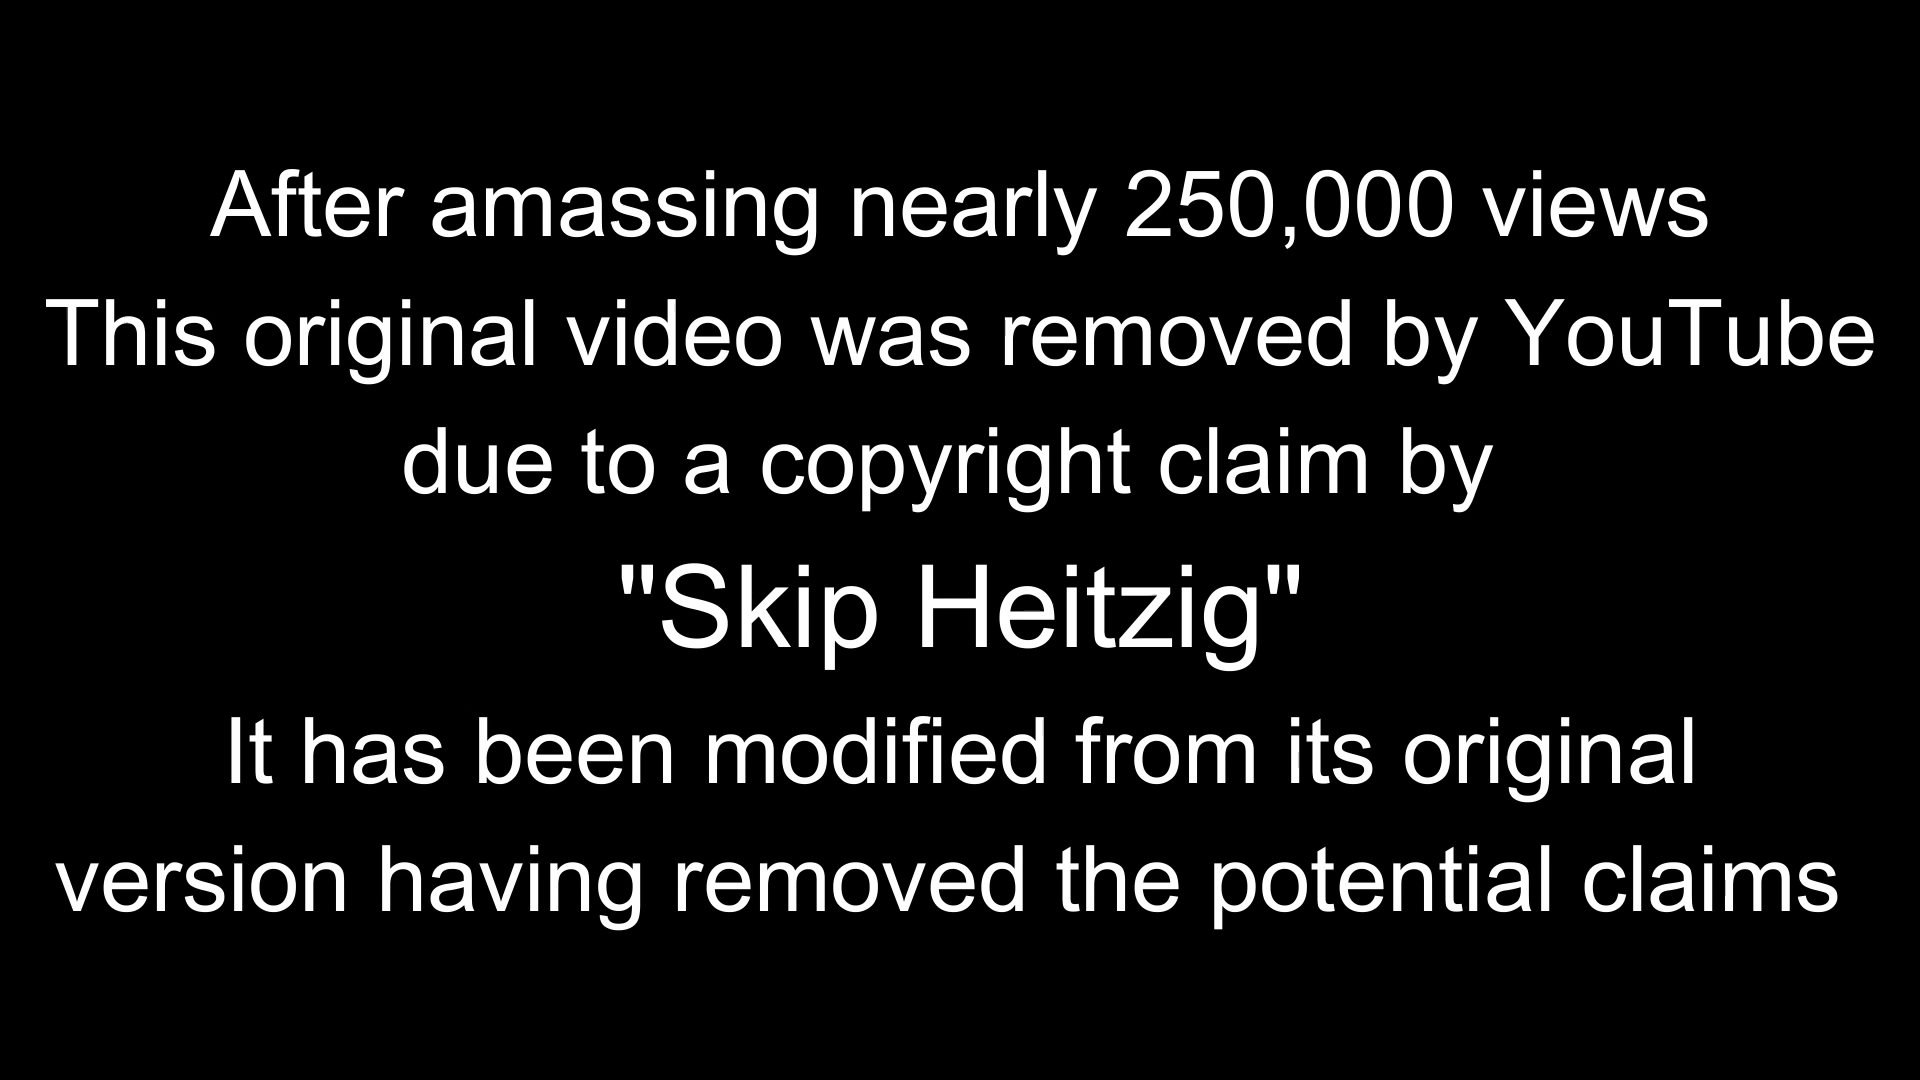 After amassing nearly 250,000 views
This original video was removed by YouTube
due to a copyright claim by
"Skip Heitzig"
It has been modified from its original
version having removed the potential claims